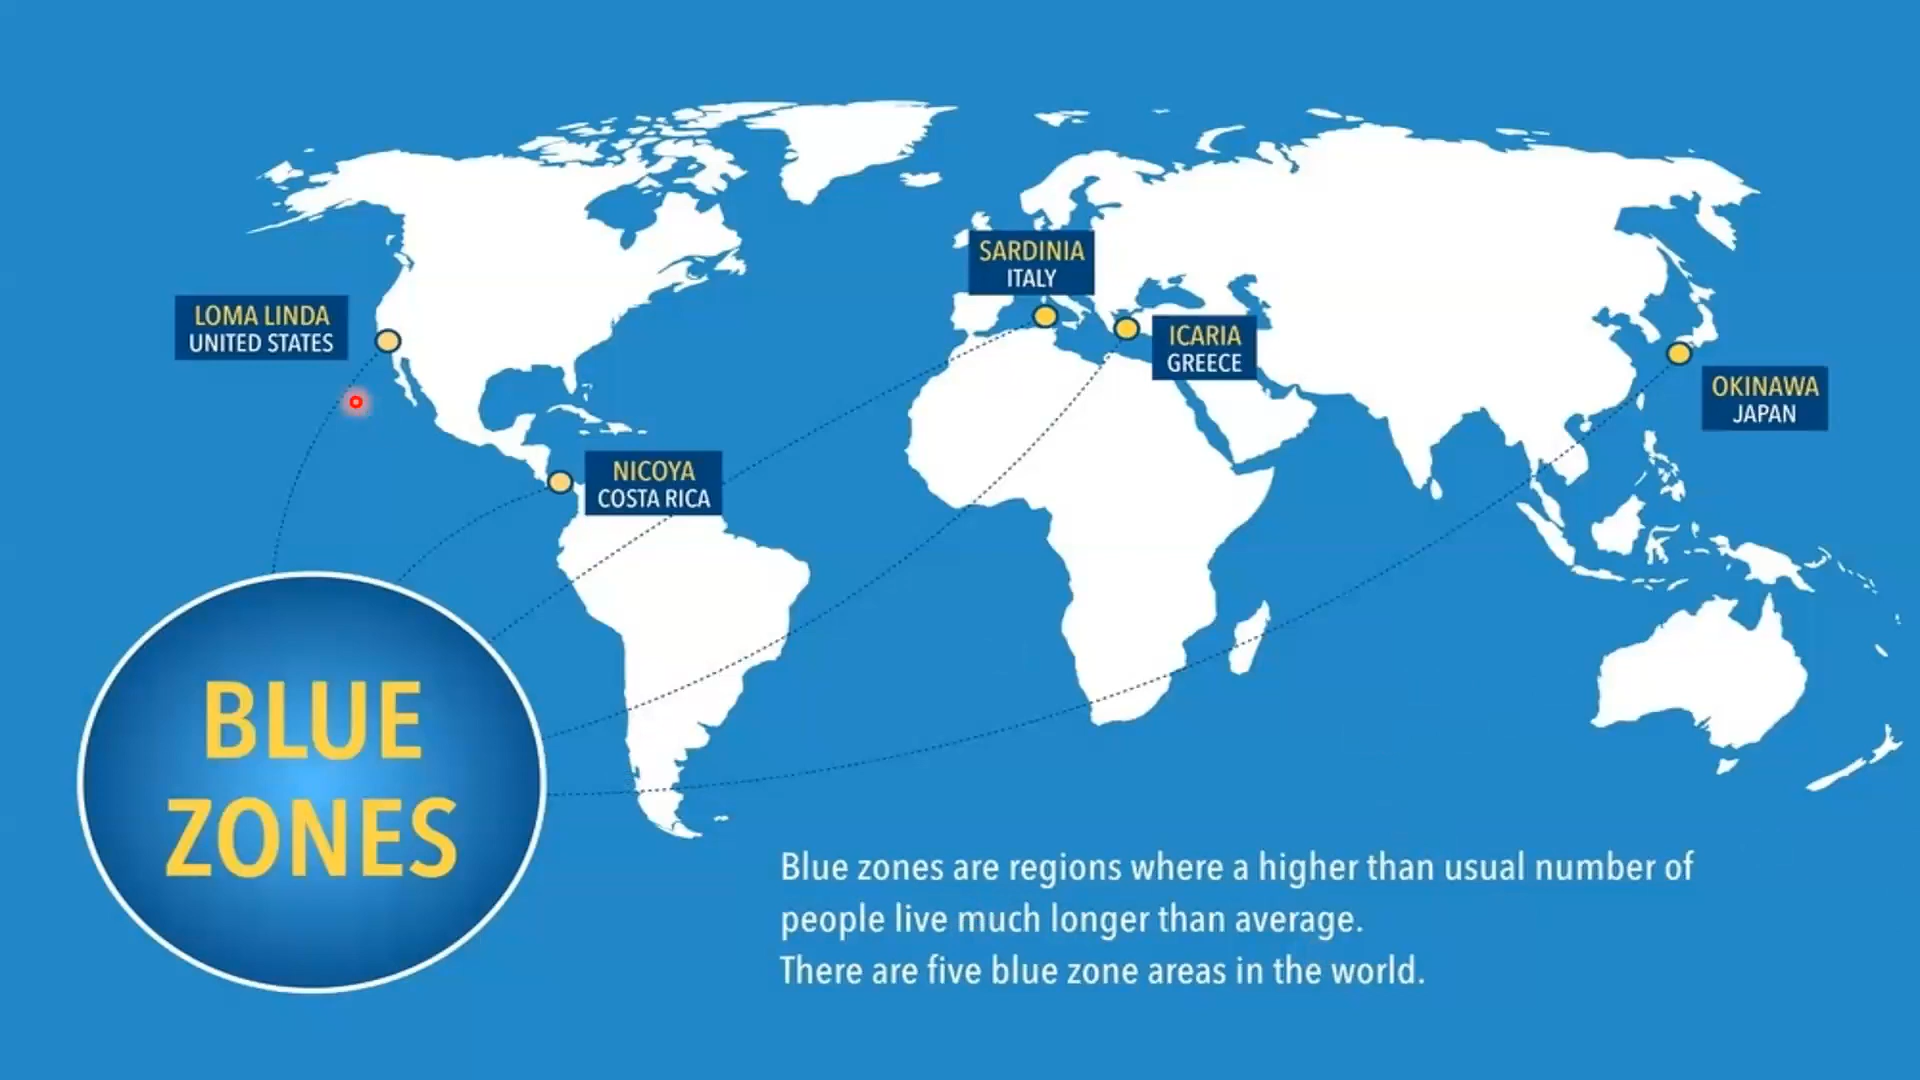 SARDINIA
ITALY
LOMA LINDA
UNITED STATES
ICARIA
GREECE
OKINAWA
JAPAN
NICOYA
COSTA RICA
BLUE
ZONES
Blue zones are regions where a higher than usual number of
people live much longer than average.
There are five blue zone areas in the world.